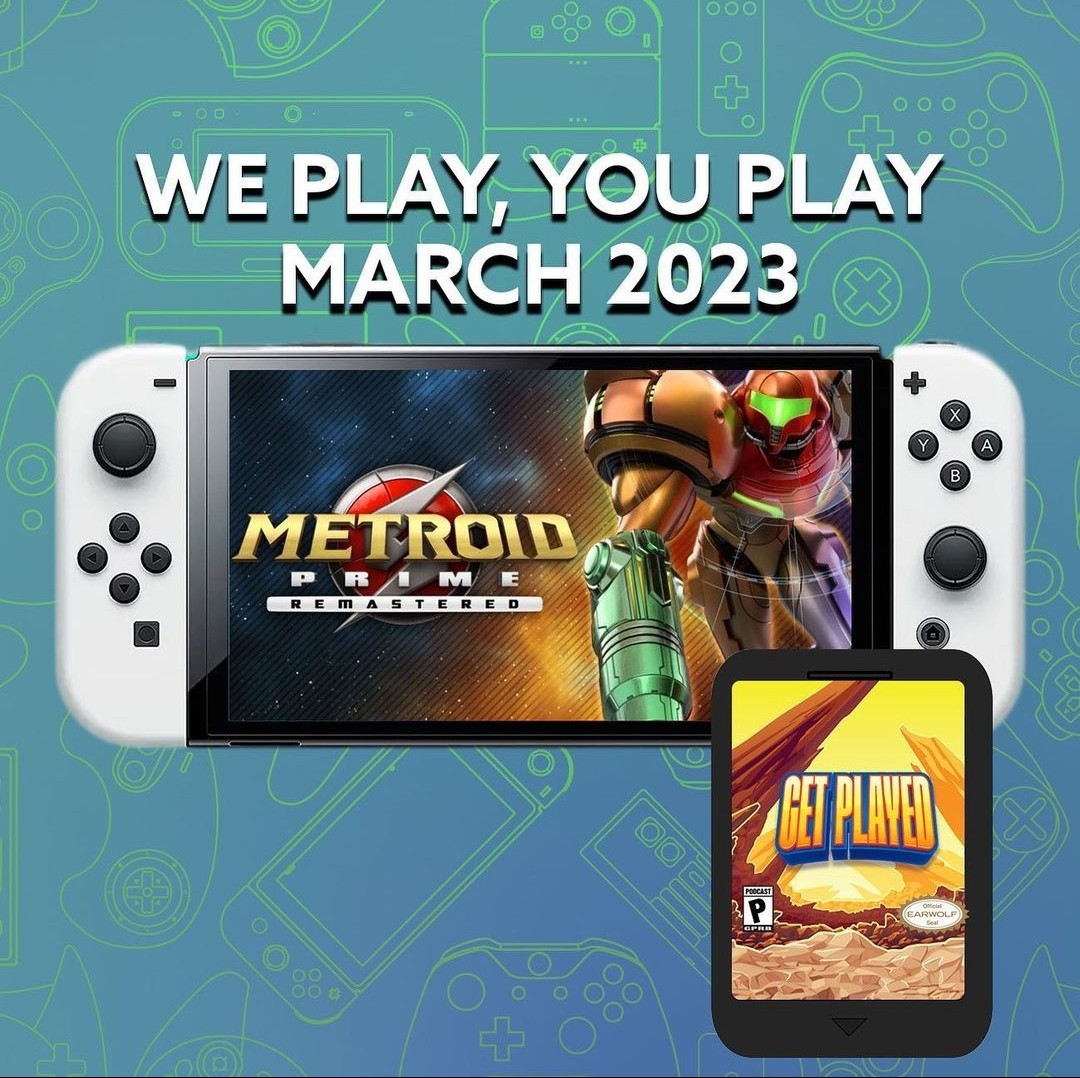 WE PLAY, YOU PLAY
MARCH 2023
X
Y
A
B
METROID
PRIME
REMASTERED
GET PLAYED
PODCAST
P
GPRB
Official
EARWOLF
Seal